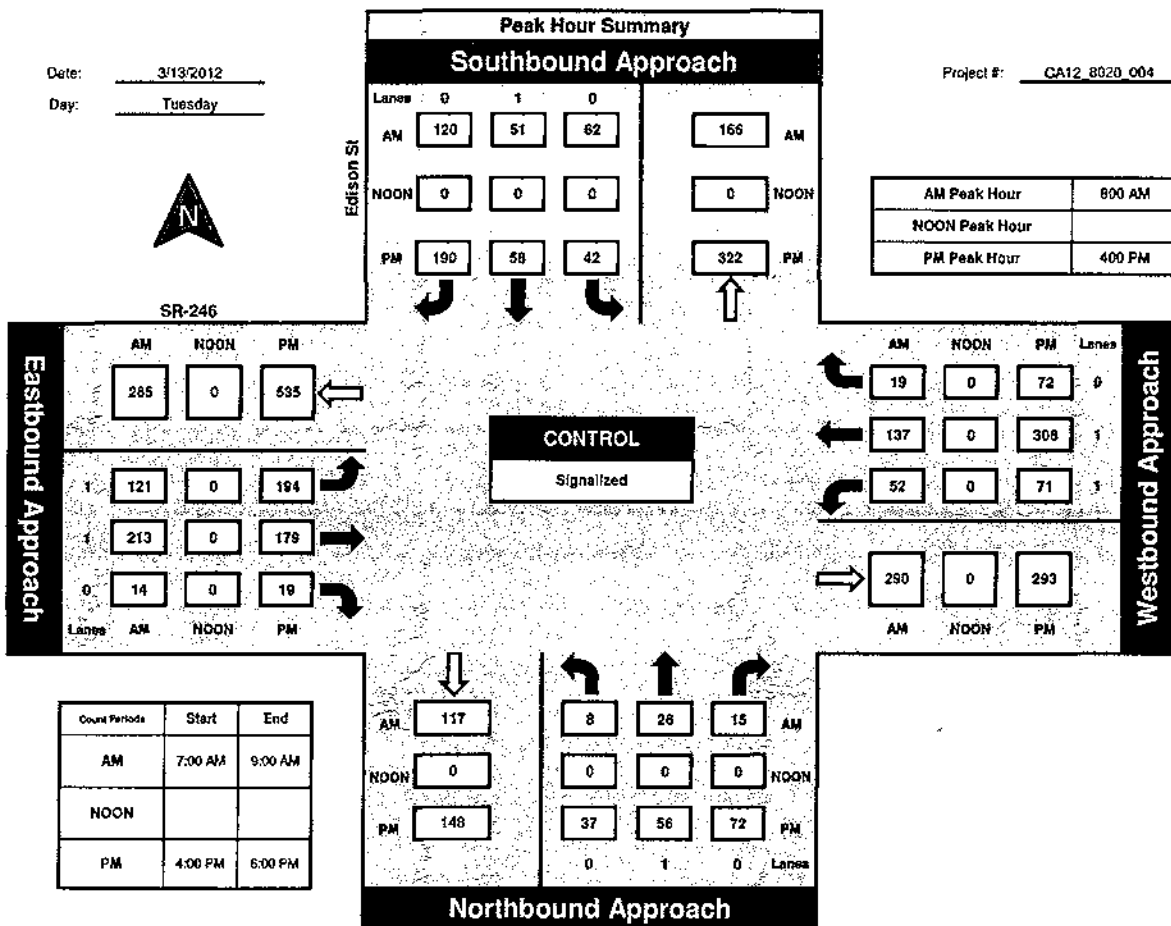 Peak Hour Summary
Southbound Approach
Date: 3/13/2012
Day: Tuesday
Project #: CA12_8020_004
N
Edison St
Lanes 0 1 0
AM 120 51 62 166 AM
NOON 0 0 0 0 NOON
PM 190 58 42 322 PM
AM Peak Hour 800 AM
NOON Peak Hour
PM Peak Hour 400 PM
SR-246
Eastbound Approach
AM NOON PM
265 0 535
1 121 0 194
1 213 0 179
0 14 0 19
Lanes AM NOON PM
CONTROL
Signalized
AM NOON PM Lanes
19 0 72 0
137 0 308 1
52 0 71 1
290 0 293
AM NOON PM
Westbound Approach
Count Periods Start End
AM 7:00 AM 9:00 AM
NOON
PM 4:00 PM 6:00 PM
AM 117 8 26 15 AM
NOON 0 0 0 0 NOON
PM 148 37 56 72 PM
0 1 0 Lanes
Northbound Approach